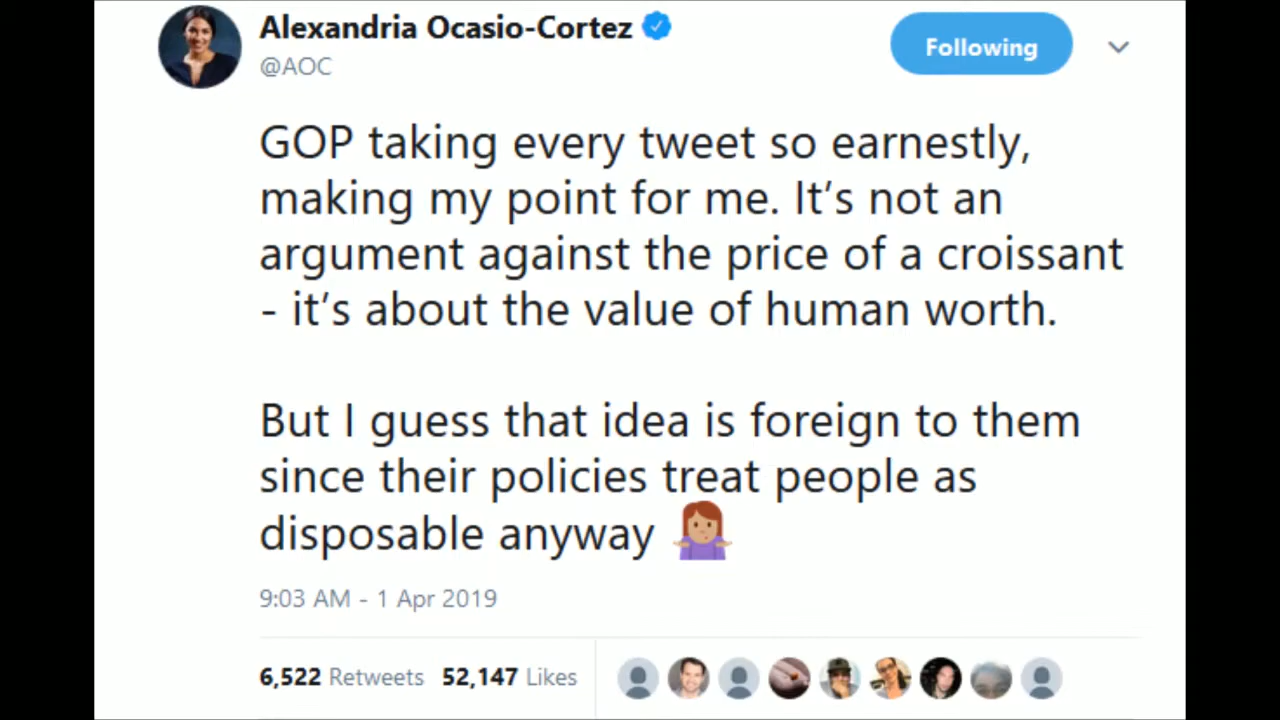 Alexandria Ocasio-Cortez
@AOC
Following
GOP taking every tweet so earnestly,
making my point for me. It’s not an
argument against the price of a croissant
- it’s about the value of human worth.
But I guess that idea is foreign to them
since their policies treat people as
disposable anyway 🤷🏽‍♀️
9:03 AM - 1 Apr 2019
6,522 Retweets 52,147 Likes